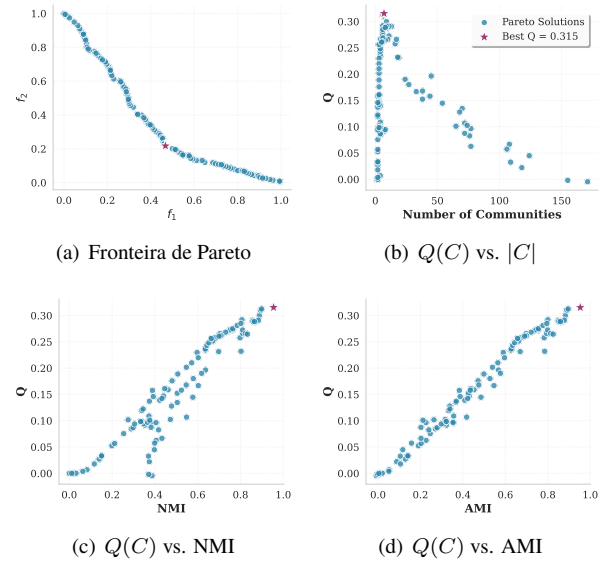 1.0
0.8
0.6
0.4
0.2
0.0
f₂
0.0 0.2 0.4 0.6 0.8 1.0
f₁
(a) Fronteira de Pareto
Pareto Solutions
Best Q = 0.315
0.30
0.25
0.20
0.15
0.10
0.05
0.00
Q
0 50 100 150
Number of Communities
(b) Q(C) vs. |C|
0.30
0.25
0.20
0.15
0.10
0.05
0.00
Q
0.0 0.2 0.4 0.6 0.8 1.0
NMI
(c) Q(C) vs. NMI
0.30
0.25
0.20
0.15
0.10
0.05
0.00
Q
0.0 0.2 0.4 0.6 0.8 1.0
AMI
(d) Q(C) vs. AMI